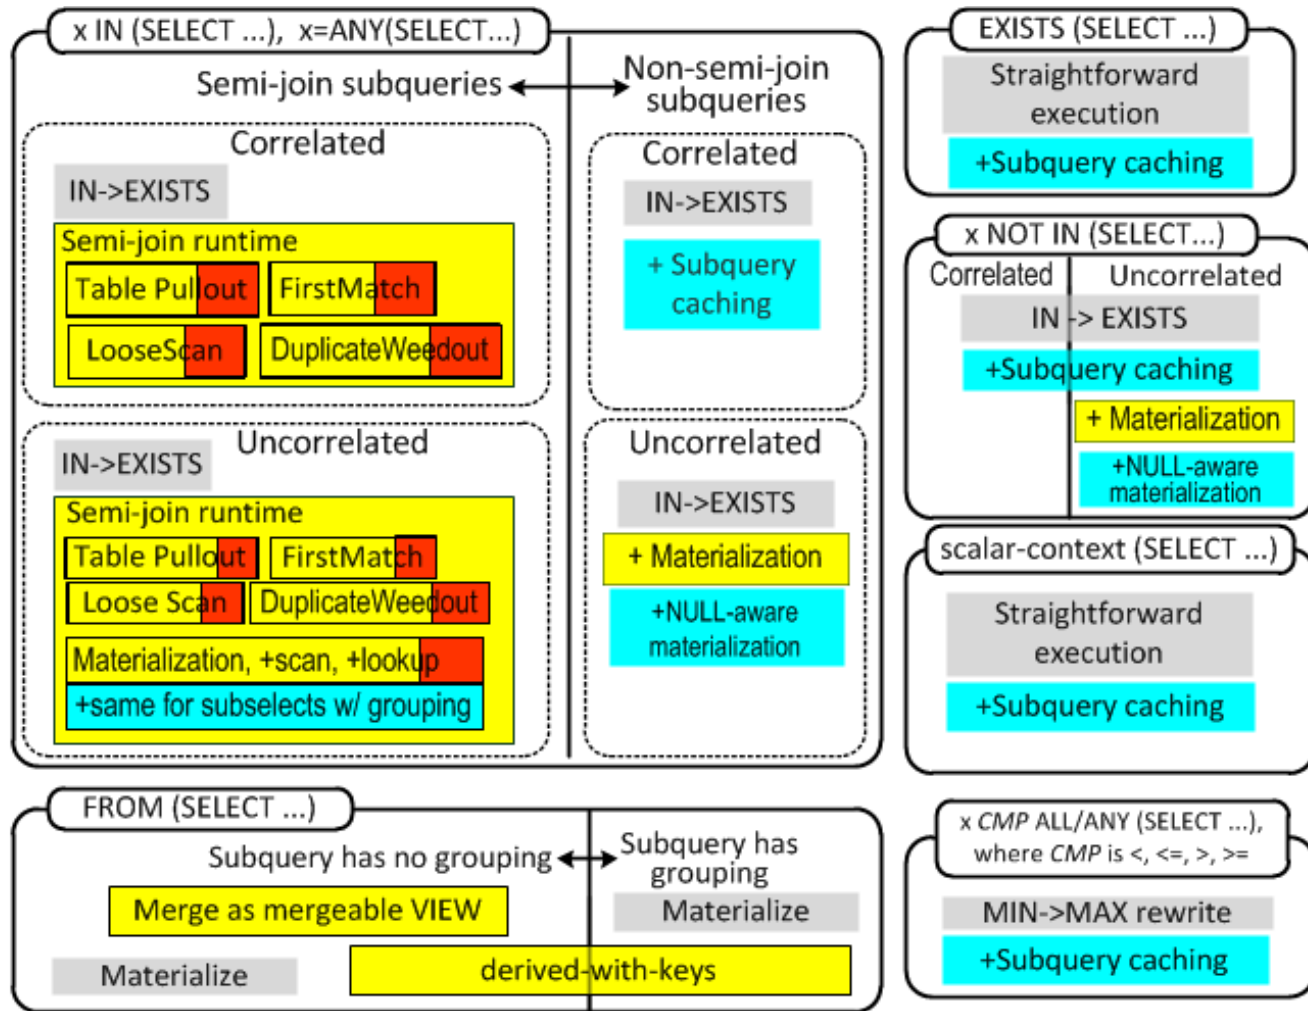 x IN (SELECT ...), x=ANY(SELECT...)
Semi-join subqueries
Non-semi-join
subqueries
Correlated
IN->EXISTS
Semi-join runtime
Table Pullout
FirstMatch
LooseScan
DuplicateWeedout
Correlated
IN->EXISTS
+ Subquery
caching
Uncorrelated
IN->EXISTS
Semi-join runtime
Table Pullout
FirstMatch
Loose Scan
DuplicateWeedout
Materialization, +scan, +lookup
+same for subselects w/ grouping
Uncorrelated
IN->EXISTS
+ Materialization
+NULL-aware
materialization
EXISTS (SELECT ...)
Straightforward
execution
+Subquery caching
x NOT IN (SELECT...)
Correlated
Uncorrelated
IN -> EXISTS
+Subquery caching
+ Materialization
+NULL-aware
materialization
scalar-context (SELECT ...)
Straightforward
execution
+Subquery caching
FROM (SELECT ...)
Subquery has no grouping
Subquery has
grouping
Merge as mergeable VIEW
Materialize
Materialize
derived-with-keys
x CMP ALL/ANY (SELECT ...),
where CMP is <, <=, >, >=
MIN->MAX rewrite
+Subquery caching